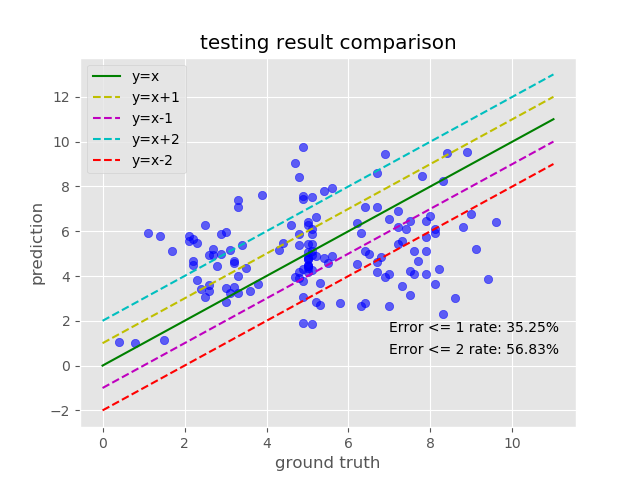 testing result comparison
y=x
y=x+1
y=x-1
y=x+2
y=x-2
prediction
12
10
8
6
4
2
0
−2
Error <= 1 rate: 35.25%
Error <= 2 rate: 56.83%
0 2 4 6 8 10
ground truth